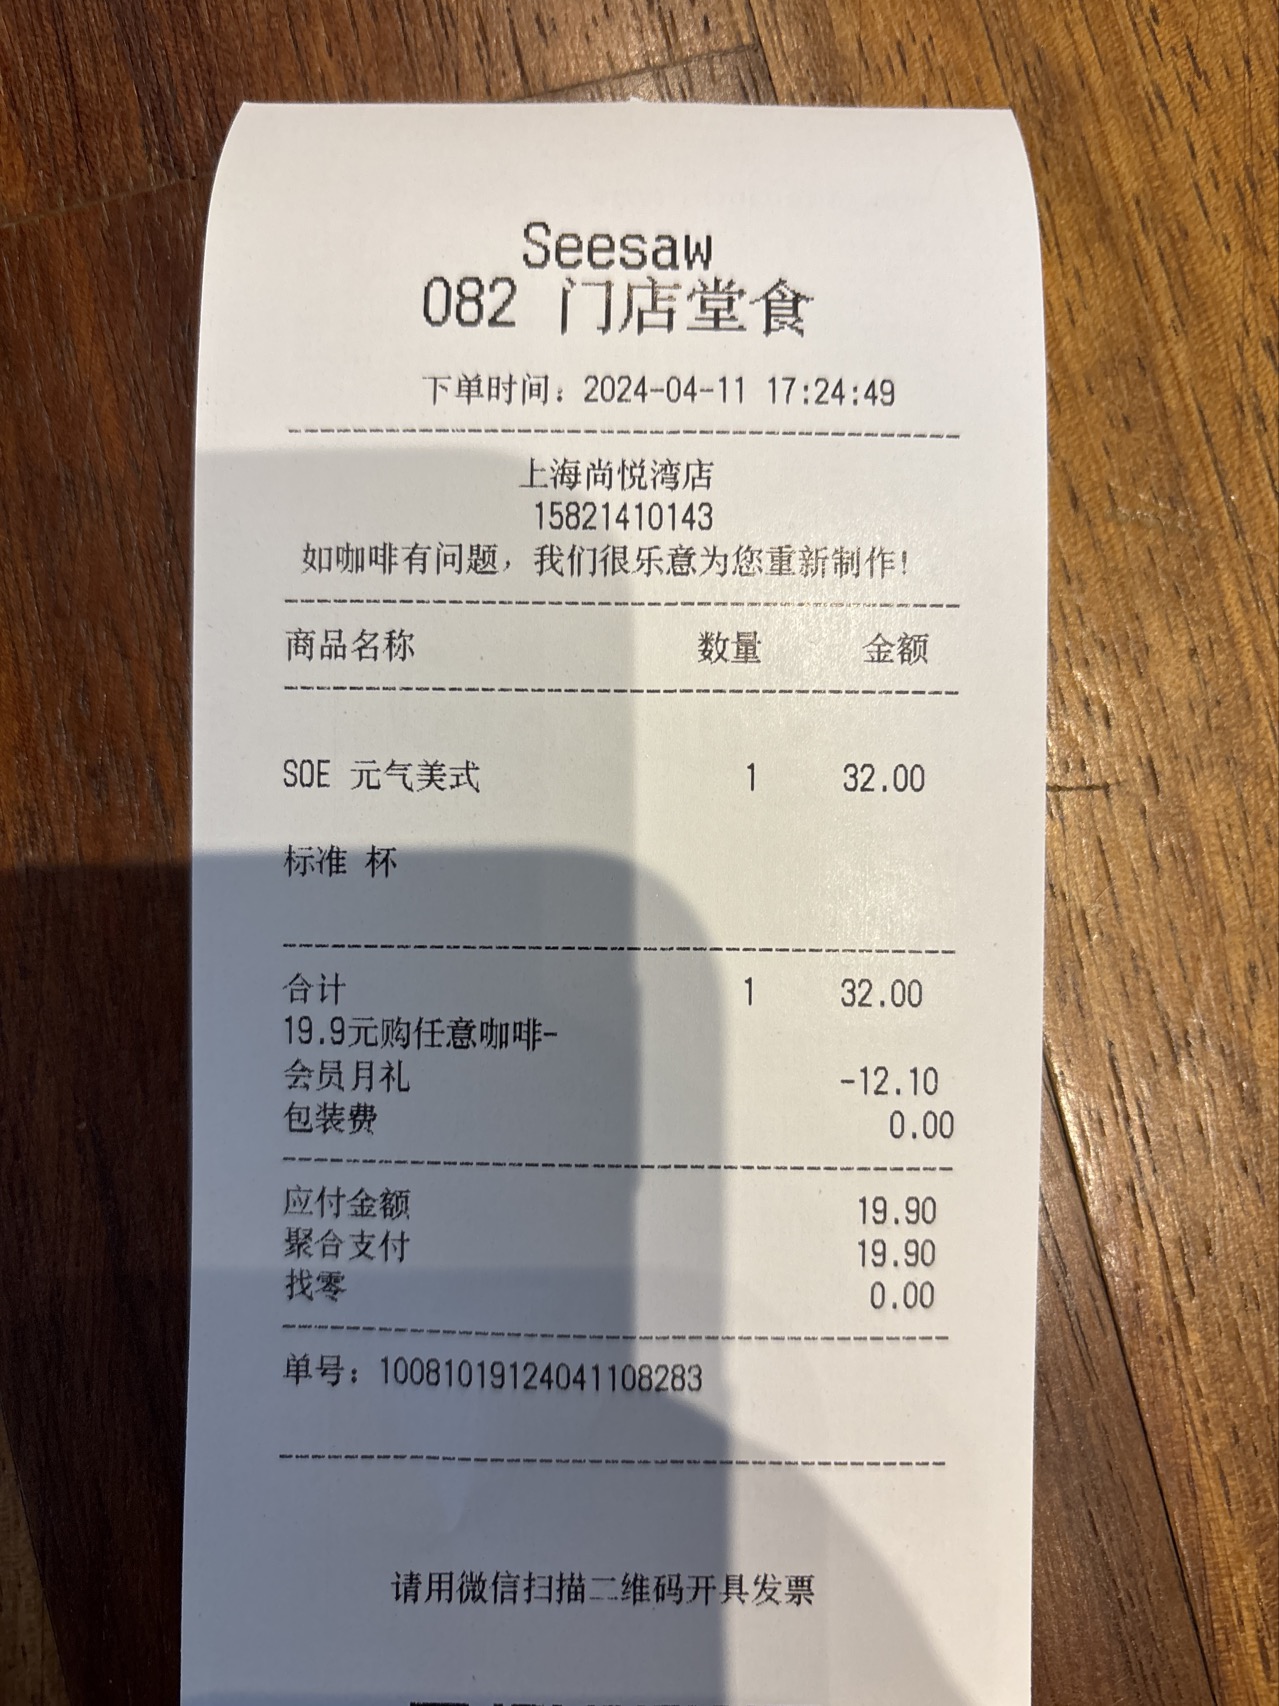 Seesaw
082 门店堂食
下单时间：2024-04-11 17:24:49
上海尚悦湾店
15821410143
如咖啡有问题，我们很乐意为您重新制作！
商品名称 数量 金额
SOE 元气美式 1 32.00
标准 杯
合计 1 32.00
19.9元购任意咖啡-
会员月礼 -12.10
包装费 0.00
应付金额 19.90
聚合支付 19.90
找零 0.00
单号：10081019124041108283
请用微信扫描二维码开具发票